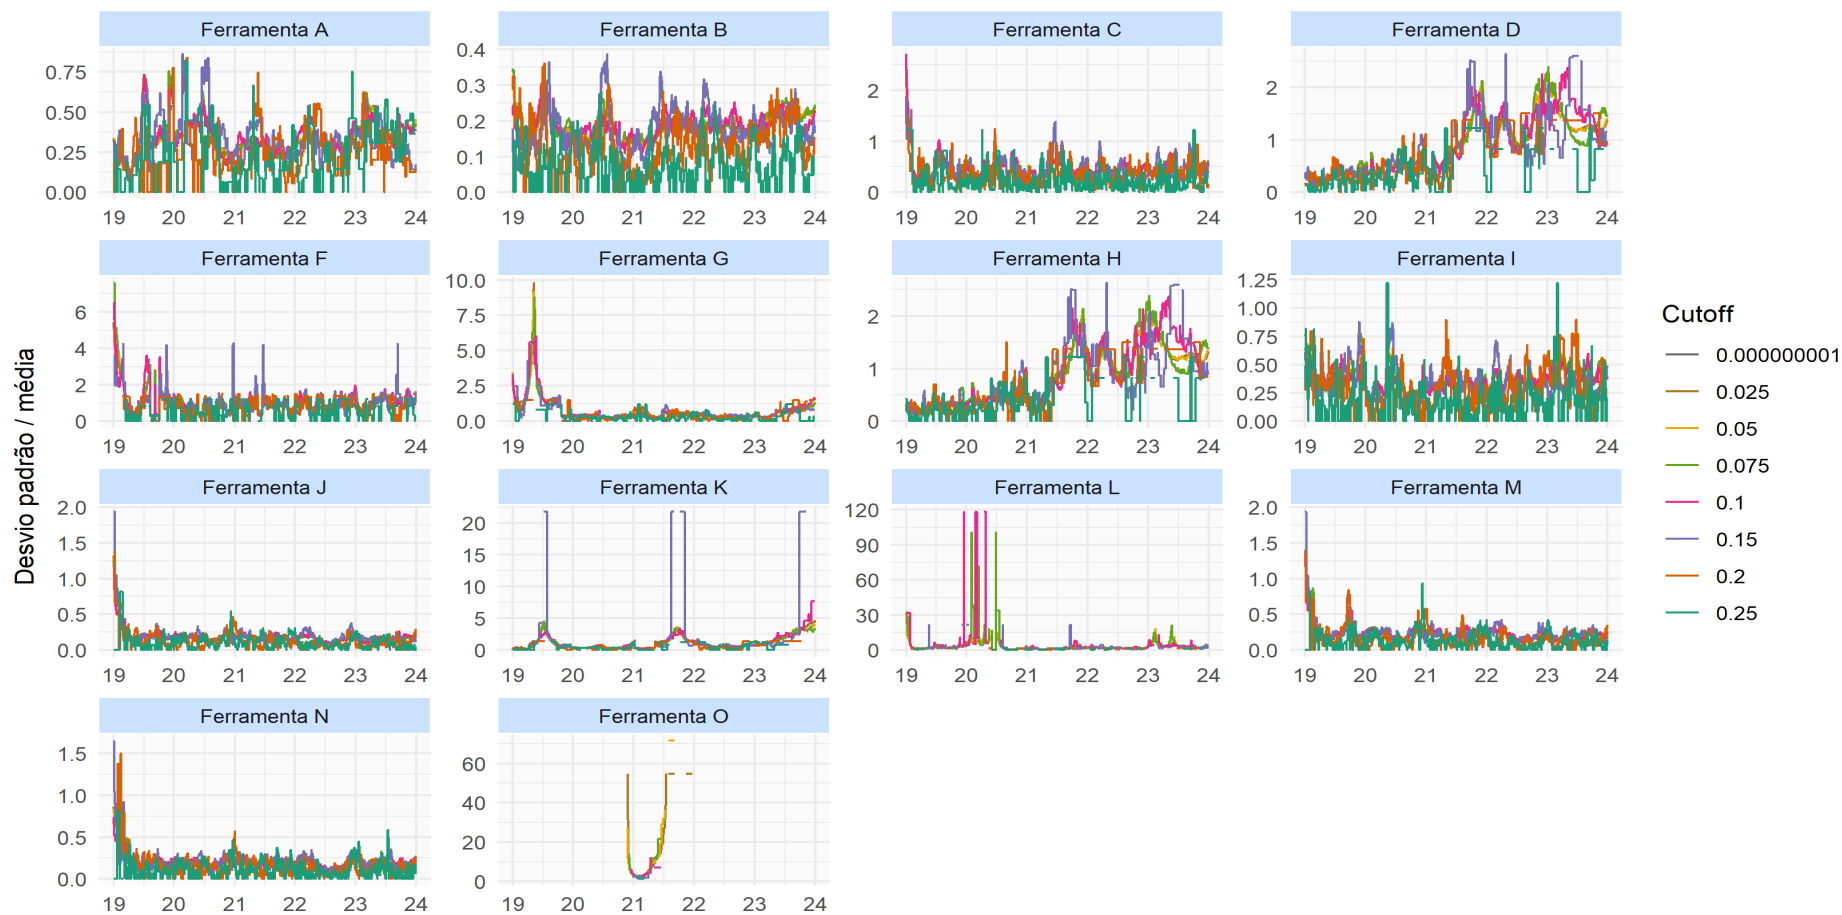 Ferramenta A
Ferramenta B
Ferramenta C
Ferramenta D
0.75
0.50
0.25
0.00
19 20 21 22 23 24
0.4
0.3
0.2
0.1
0.0
19 20 21 22 23 24
2
1
0
19 20 21 22 23 24
2
1
0
19 20 21 22 23 24
Ferramenta F
Ferramenta G
Ferramenta H
Ferramenta I
6
4
2
0
19 20 21 22 23 24
10.0
7.5
5.0
2.5
0.0
19 20 21 22 23 24
2
1
0
19 20 21 22 23 24
1.25
1.00
0.75
0.50
0.25
0.00
19 20 21 22 23 24
Desvio padrão / média
Ferramenta J
Ferramenta K
Ferramenta L
Ferramenta M
2.0
1.5
1.0
0.5
0.0
19 20 21 22 23 24
20
15
10
5
0
19 20 21 22 23 24
120
90
60
30
0
19 20 21 22 23 24
2.0
1.5
1.0
0.5
0.0
19 20 21 22 23 24
Ferramenta N
Ferramenta O
1.5
1.0
0.5
0.0
19 20 21 22 23 24
60
40
20
0
19 20 21 22 23 24
Cutoff
0.000000001
0.025
0.05
0.075
0.1
0.15
0.2
0.25